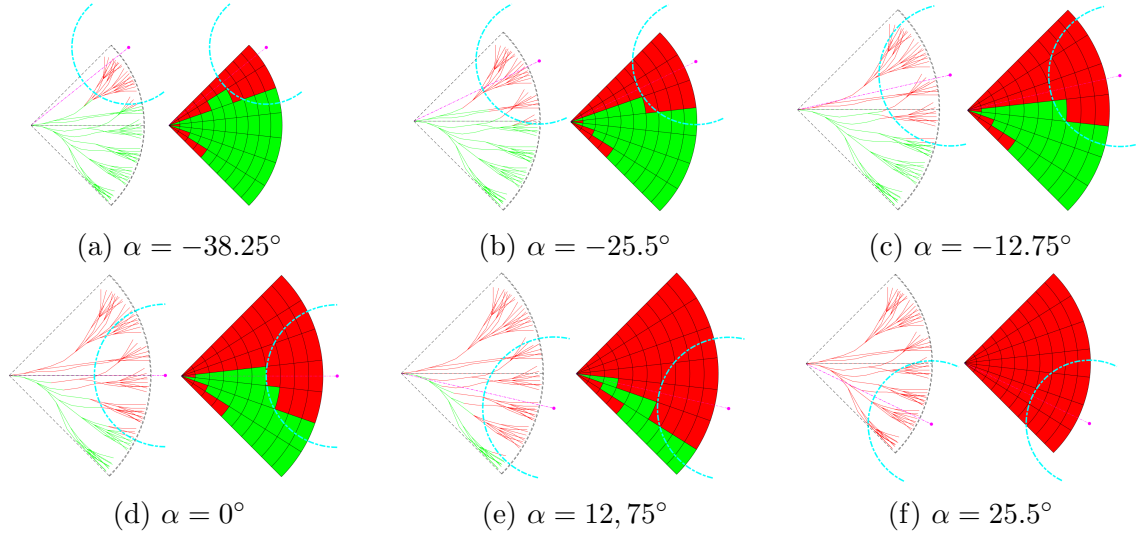 (a) α = −38.25°
(b) α = −25.5°
(c) α = −12.75°
(d) α = 0°
(e) α = 12, 75°
(f) α = 25.5°